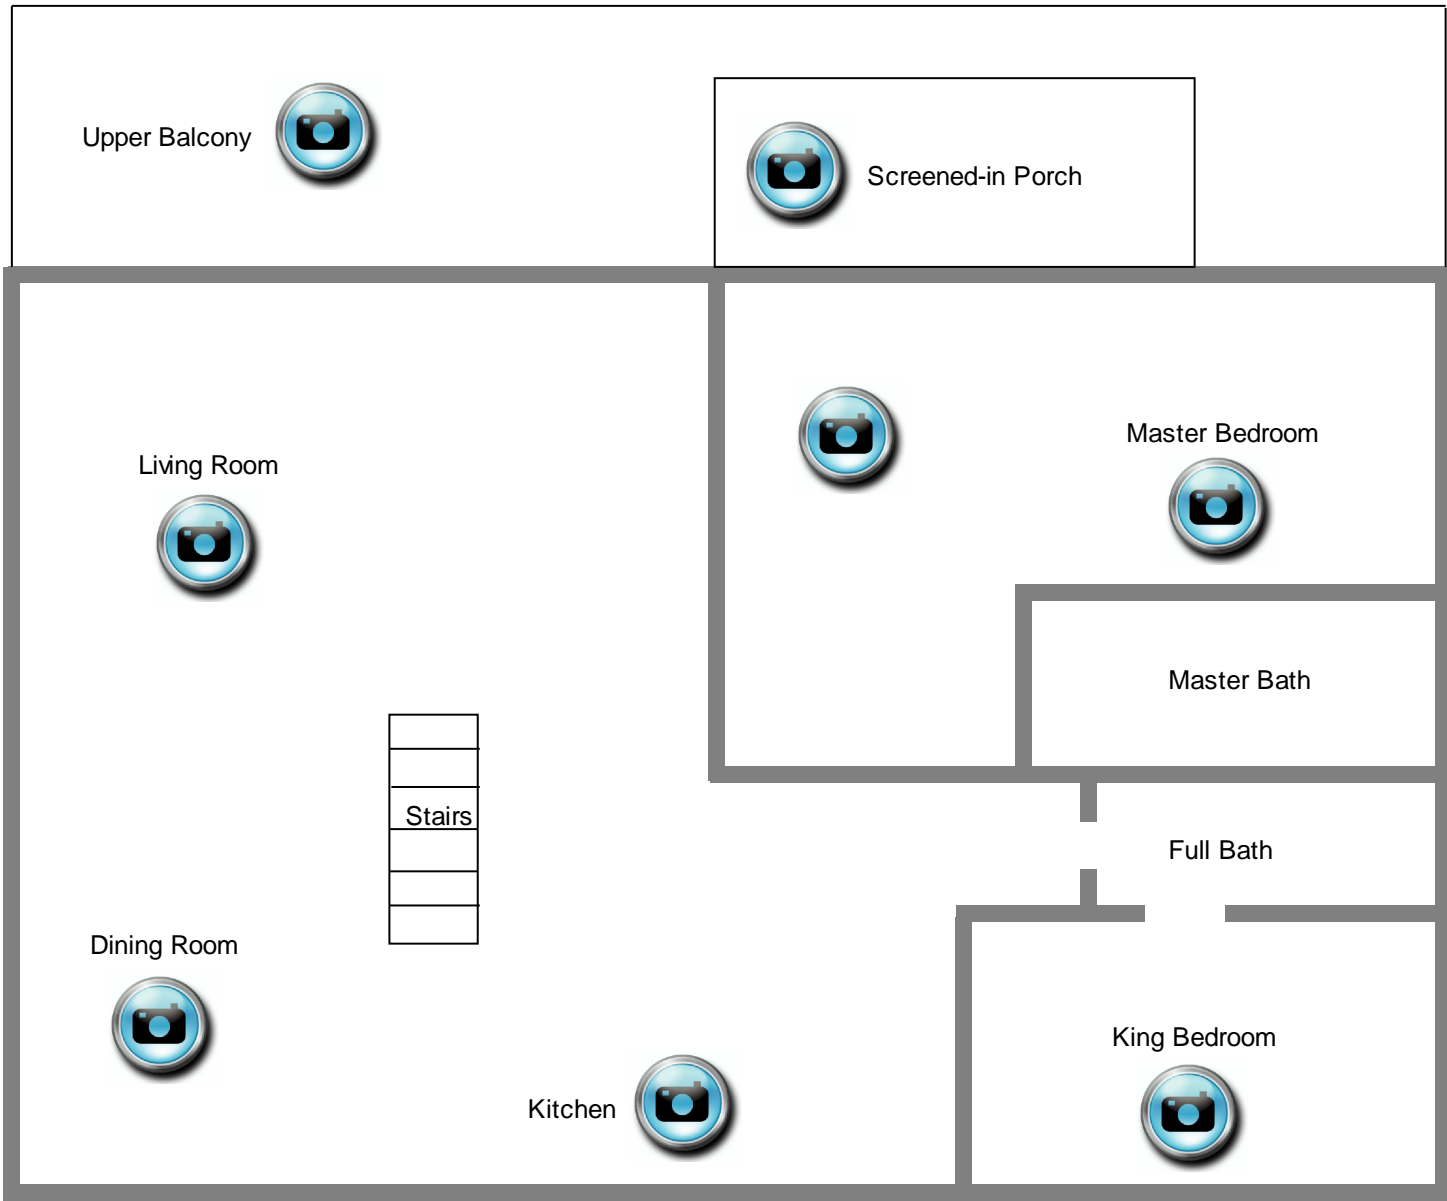 Upper Balcony
Screened-in Porch
Master Bedroom
Living Room
Master Bath
Stairs
Full Bath
Dining Room
King Bedroom
Kitchen